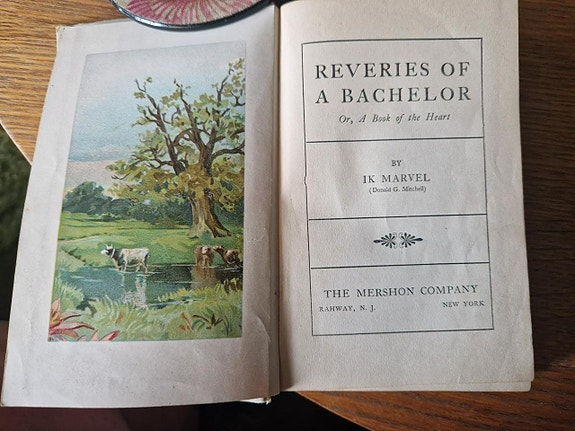 REVERIES OF
A BACHELOR
Or, A Book of the Heart
BY
IK MARVEL
(Donald G. Mitchell)
THE MERSHON COMPANY
RAHWAY, N. J. NEW YORK